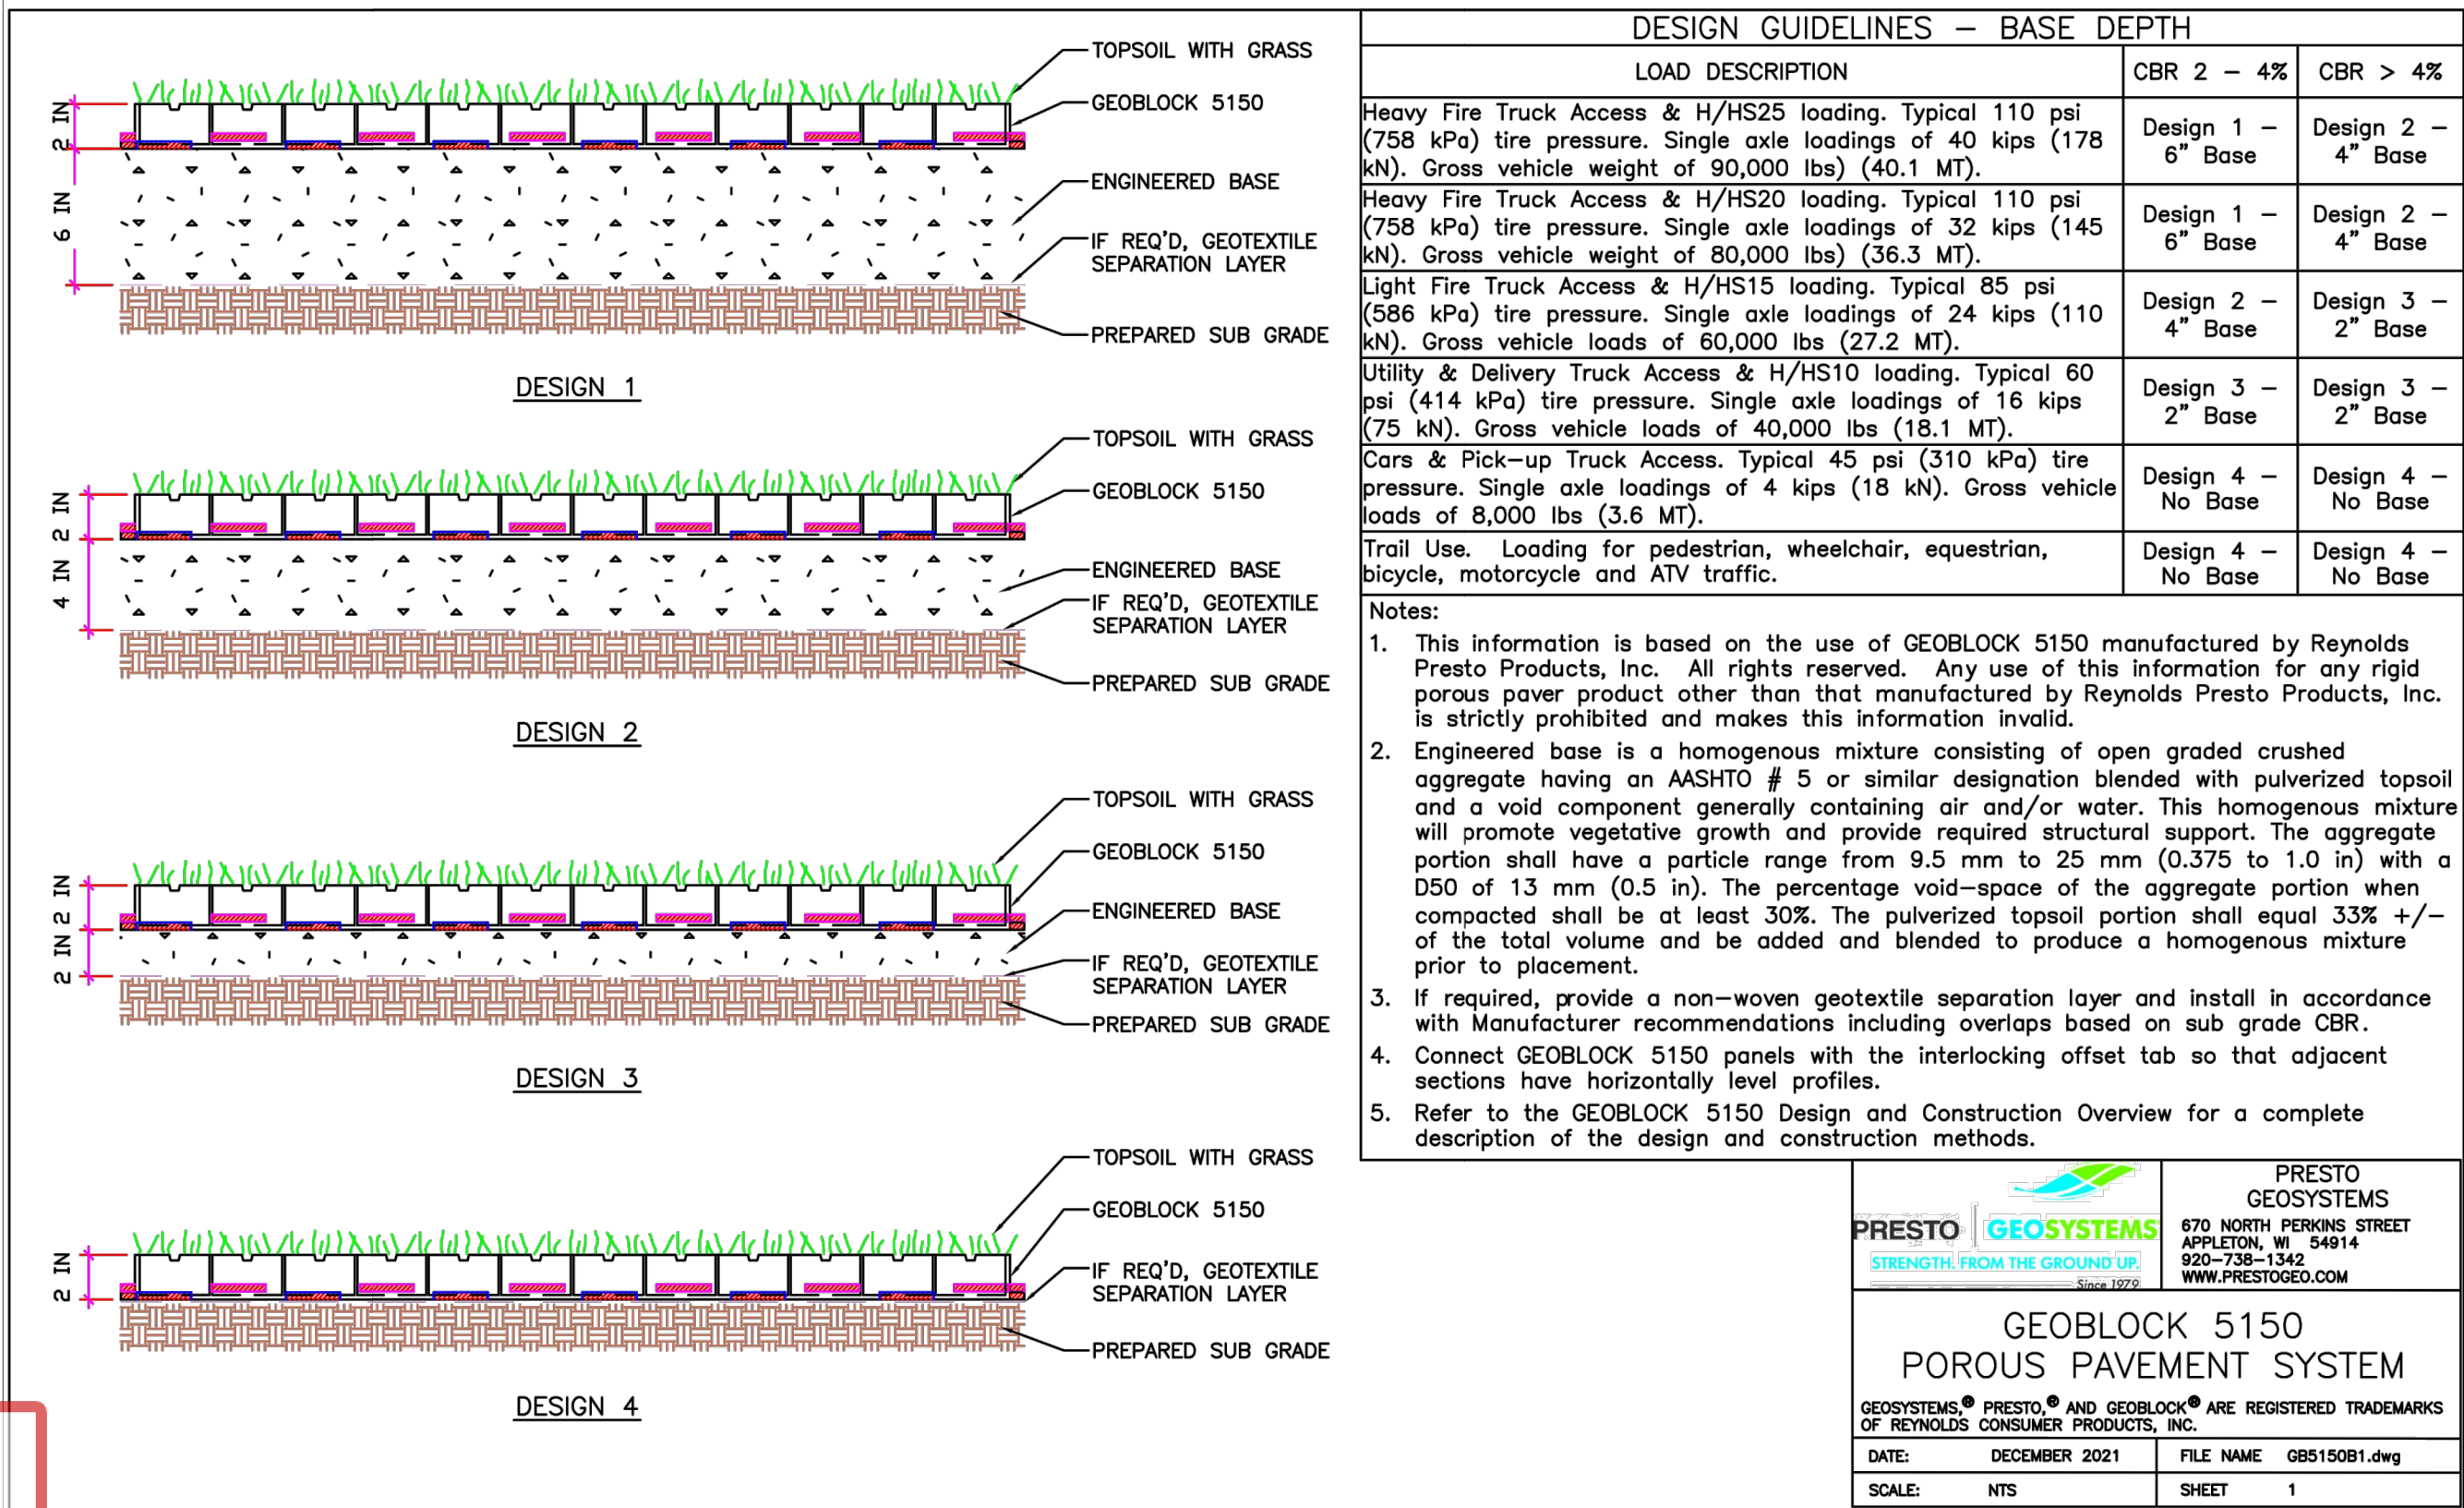 TOPSOIL WITH GRASS
GEOBLOCK 5150
ENGINEERED BASE
IF REQ'D, GEOTEXTILE
SEPARATION LAYER
PREPARED SUB GRADE
2 IN
6 IN
DESIGN 1
TOPSOIL WITH GRASS
GEOBLOCK 5150
ENGINEERED BASE
IF REQ'D, GEOTEXTILE
SEPARATION LAYER
PREPARED SUB GRADE
2 IN
4 IN
DESIGN 2
TOPSOIL WITH GRASS
GEOBLOCK 5150
ENGINEERED BASE
IF REQ'D, GEOTEXTILE
SEPARATION LAYER
PREPARED SUB GRADE
2 IN
2 IN
DESIGN 3
TOPSOIL WITH GRASS
GEOBLOCK 5150
IF REQ'D, GEOTEXTILE
SEPARATION LAYER
PREPARED SUB GRADE
2 IN
DESIGN 4
DESIGN GUIDELINES – BASE DEPTH
LOAD DESCRIPTION
CBR 2 – 4%
CBR > 4%
Heavy Fire Truck Access & H/HS25 loading. Typical 110 psi
(758 kPa) tire pressure. Single axle loadings of 40 kips (178
kN). Gross vehicle weight of 90,000 lbs) (40.1 MT).
Design 1 –
6" Base
Design 2 –
4" Base
Heavy Fire Truck Access & H/HS20 loading. Typical 110 psi
(758 kPa) tire pressure. Single axle loadings of 32 kips (145
kN). Gross vehicle weight of 80,000 lbs) (36.3 MT).
Design 1 –
6" Base
Design 2 –
4" Base
Light Fire Truck Access & H/HS15 loading. Typical 85 psi
(586 kPa) tire pressure. Single axle loadings of 24 kips (110
kN). Gross vehicle loads of 60,000 lbs (27.2 MT).
Design 2 –
4" Base
Design 3 –
2" Base
Utility & Delivery Truck Access & H/HS10 loading. Typical 60
psi (414 kPa) tire pressure. Single axle loadings of 16 kips
(75 kN). Gross vehicle loads of 40,000 lbs (18.1 MT).
Design 3 –
2" Base
Design 3 –
2" Base
Cars & Pick–up Truck Access. Typical 45 psi (310 kPa) tire
pressure. Single axle loadings of 4 kips (18 kN). Gross vehicle
loads of 8,000 lbs (3.6 MT).
Design 4 –
No Base
Design 4 –
No Base
Trail Use. Loading for pedestrian, wheelchair, equestrian,
bicycle, motorcycle and ATV traffic.
Design 4 –
No Base
Design 4 –
No Base
Notes:
1. This information is based on the use of GEOBLOCK 5150 manufactured by Reynolds
Presto Products, Inc. All rights reserved. Any use of this information for any rigid
porous paver product other than that manufactured by Reynolds Presto Products, Inc.
is strictly prohibited and makes this information invalid.
2. Engineered base is a homogenous mixture consisting of open graded crushed
aggregate having an AASHTO # 5 or similar designation blended with pulverized topsoil
and a void component generally containing air and/or water. This homogenous mixture
will promote vegetative growth and provide required structural support. The aggregate
portion shall have a particle range from 9.5 mm to 25 mm (0.375 to 1.0 in) with a
D50 of 13 mm (0.5 in). The percentage void–space of the aggregate portion when
compacted shall be at least 30%. The pulverized topsoil portion shall equal 33% +/–
of the total volume and be added and blended to produce a homogenous mixture
prior to placement.
3. If required, provide a non–woven geotextile separation layer and install in accordance
with Manufacturer recommendations including overlaps based on sub grade CBR.
4. Connect GEOBLOCK 5150 panels with the interlocking offset tab so that adjacent
sections have horizontally level profiles.
5. Refer to the GEOBLOCK 5150 Design and Construction Overview for a complete
description of the design and construction methods.
PRESTO GEOSYSTEMS
STRENGTH. FROM THE GROUND UP.
Since 1979
PRESTO
GEOSYSTEMS
670 NORTH PERKINS STREET
APPLETON, WI 54914
920–738–1342
WWW.PRESTOGEO.COM
GEOBLOCK 5150
POROUS PAVEMENT SYSTEM
GEOSYSTEMS,® PRESTO,® AND GEOBLOCK® ARE REGISTERED TRADEMARKS
OF REYNOLDS CONSUMER PRODUCTS, INC.
DATE: DECEMBER 2021
FILE NAME GB5150B1.dwg
SCALE: NTS
SHEET 1